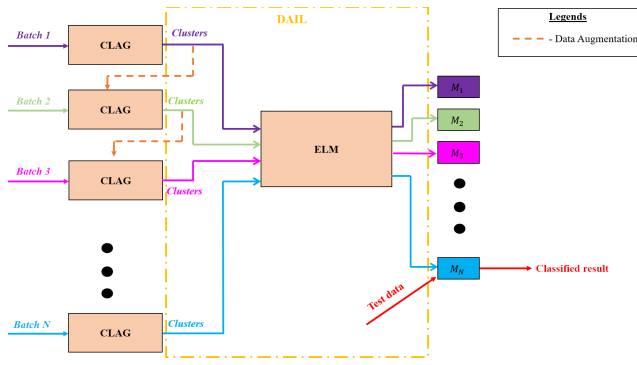 DAIL
Legends
- Data Augmentation
Batch 1
CLAG
Clusters
Batch 2
CLAG
Clusters
Batch 3
CLAG
Clusters
Batch N
CLAG
Clusters
ELM
M₁
M₂
M₃
M_N
Classified result
Test data